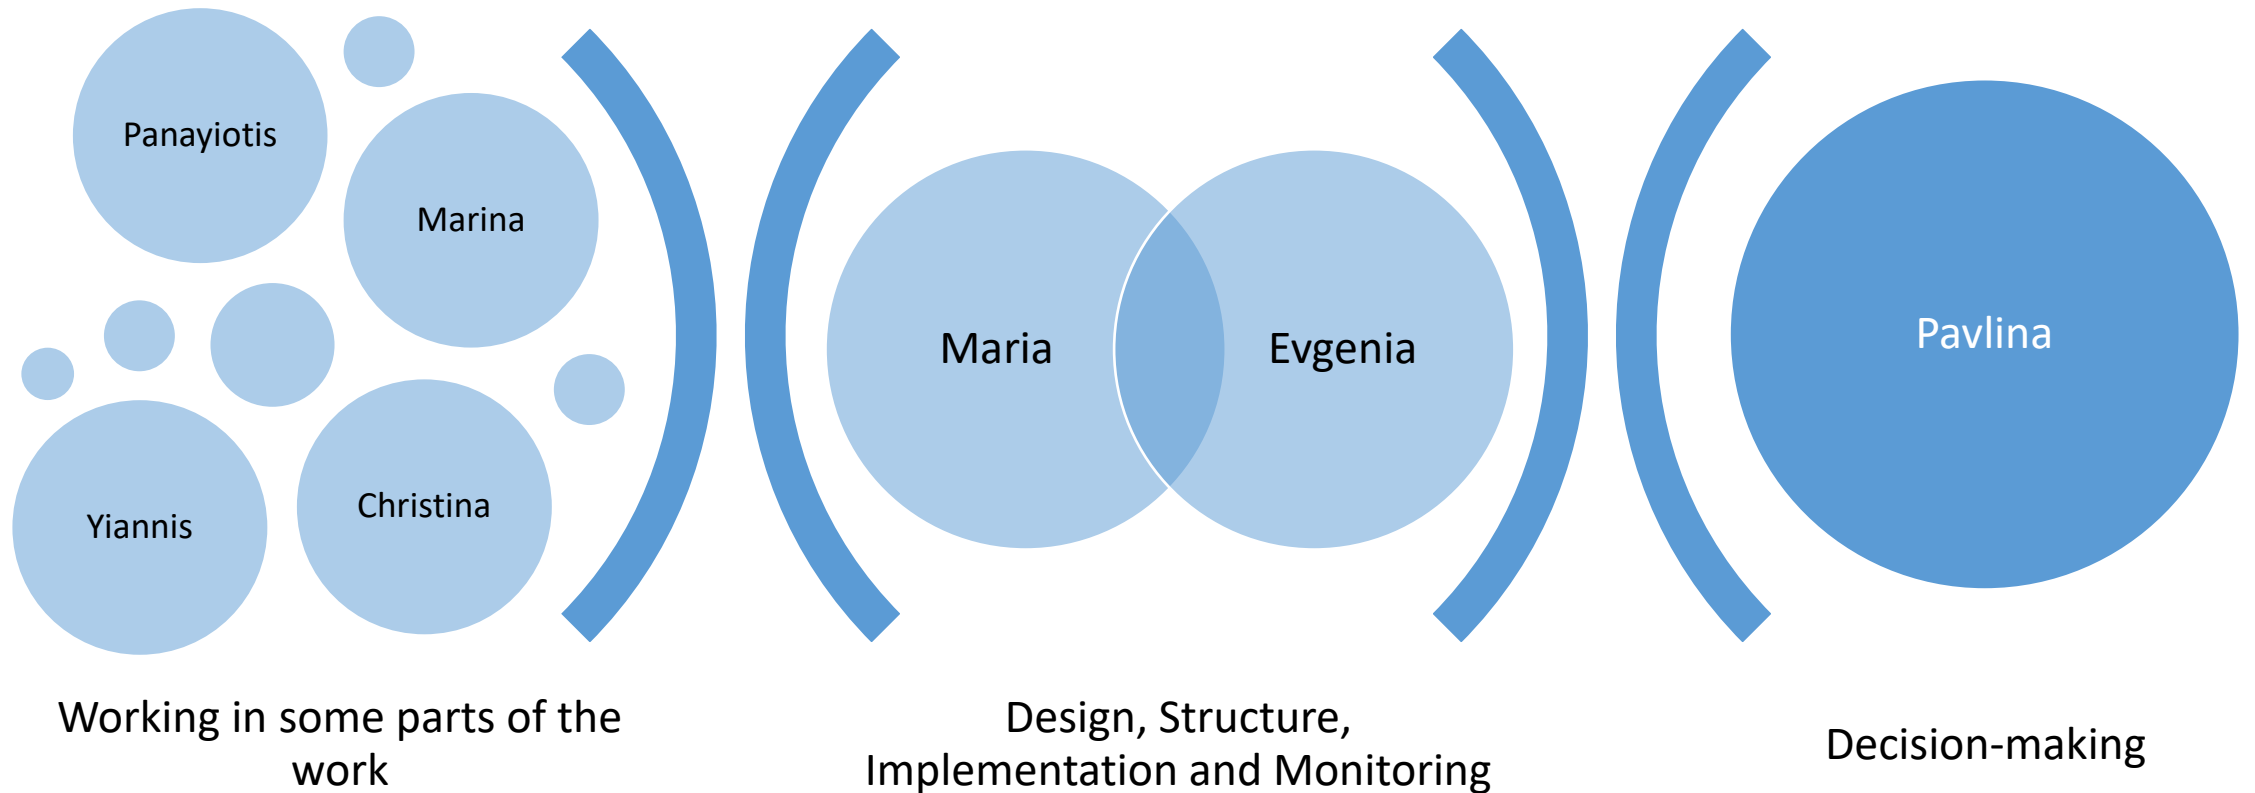 Panayiotis
Marina
Yiannis
Christina
Working in some parts of the
work
Maria
Evgenia
Design, Structure,
Implementation and Monitoring
Pavlina
Decision-making